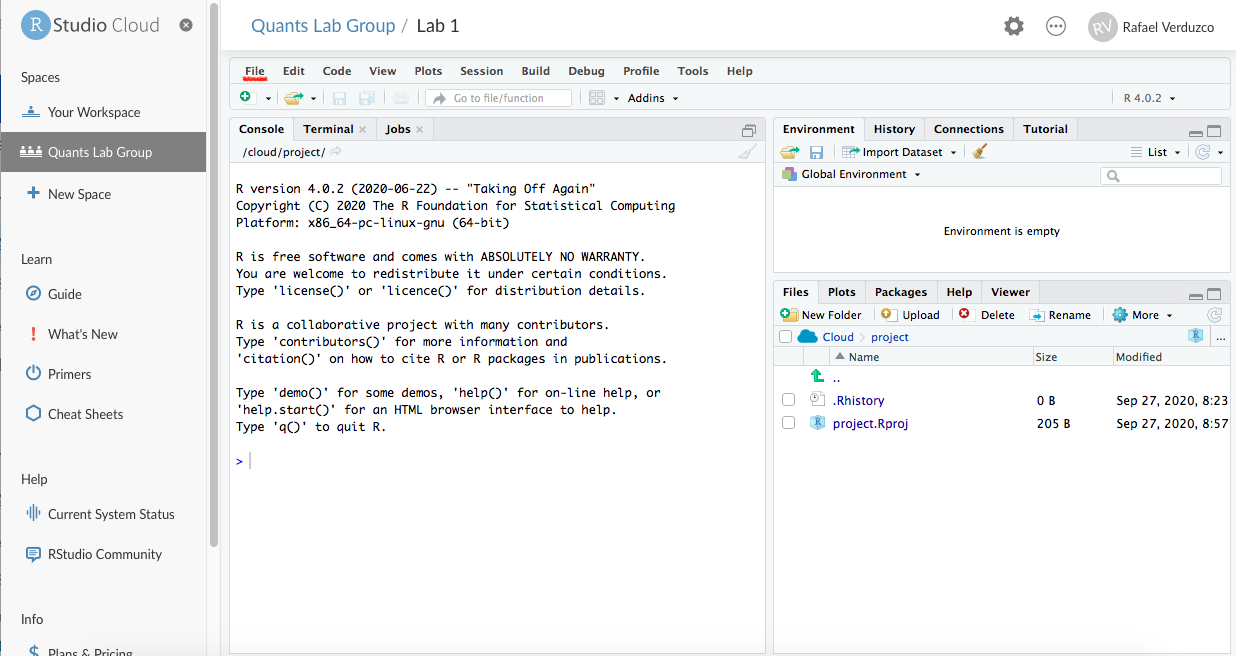 R Studio Cloud
Spaces
Your Workspace
Quants Lab Group
New Space
Learn
Guide
What's New
Primers
Cheat Sheets
Help
Current System Status
RStudio Community
Info
Plans & Pricing
Quants Lab Group / Lab 1
RV Rafael Verduzco
File Edit Code View Plots Session Build Debug Profile Tools Help
Go to file/function Addins R 4.0.2
Console Terminal Jobs
/cloud/project/
R version 4.0.2 (2020-06-22) -- "Taking Off Again"
Copyright (C) 2020 The R Foundation for Statistical Computing
Platform: x86_64-pc-linux-gnu (64-bit)
R is free software and comes with ABSOLUTELY NO WARRANTY.
You are welcome to redistribute it under certain conditions.
Type 'license()' or 'licence()' for distribution details.
R is a collaborative project with many contributors.
Type 'contributors()' for more information and
'citation()' on how to cite R or R packages in publications.
Type 'demo()' for some demos, 'help()' for on-line help, or
'help.start()' for an HTML browser interface to help.
Type 'q()' to quit R.
>
Environment History Connections Tutorial
Import Dataset List
Global Environment
Environment is empty
Files Plots Packages Help Viewer
New Folder Upload Delete Rename More
Cloud project ...
Name Size Modified
..
.Rhistory 0 B Sep 27, 2020, 8:23
project.Rproj 205 B Sep 27, 2020, 8:57